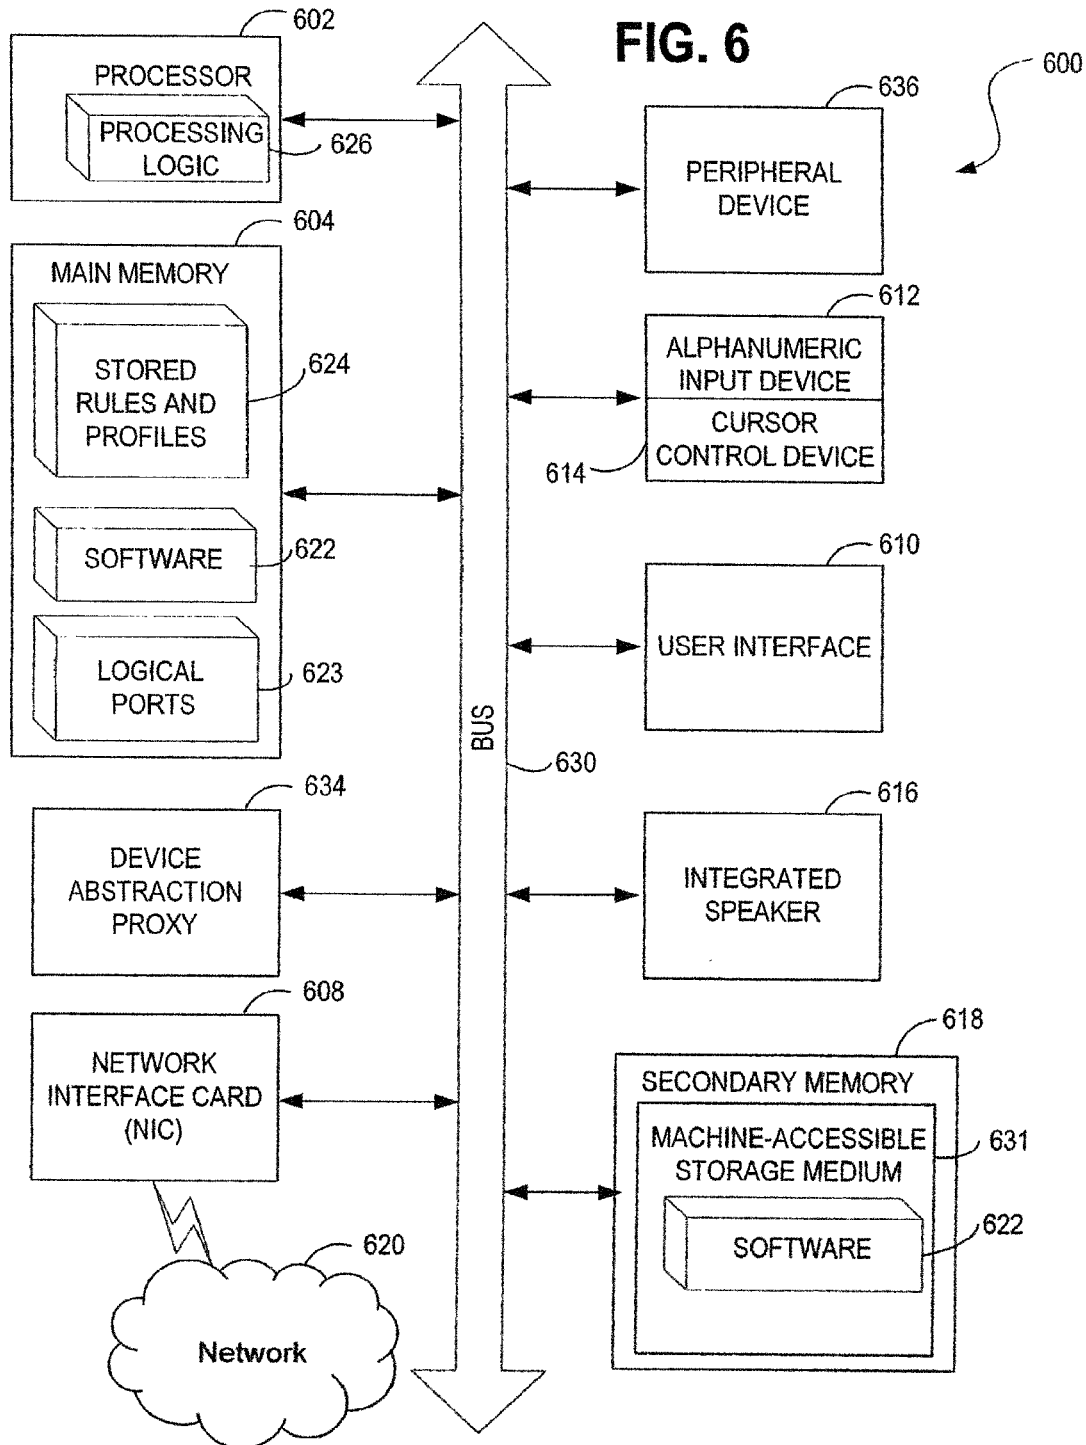 FIG. 6
600
602
PROCESSOR
PROCESSING
LOGIC
626
604
MAIN MEMORY
STORED
RULES AND
PROFILES
624
SOFTWARE
622
LOGICAL
PORTS
623
634
DEVICE
ABSTRACTION
PROXY
608
NETWORK
INTERFACE CARD
(NIC)
620
Network
BUS
630
636
PERIPHERAL
DEVICE
612
ALPHANUMERIC
INPUT DEVICE
CURSOR
CONTROL DEVICE
614
610
USER INTERFACE
616
INTEGRATED
SPEAKER
618
SECONDARY MEMORY
MACHINE-ACCESSIBLE
STORAGE MEDIUM
631
SOFTWARE
622